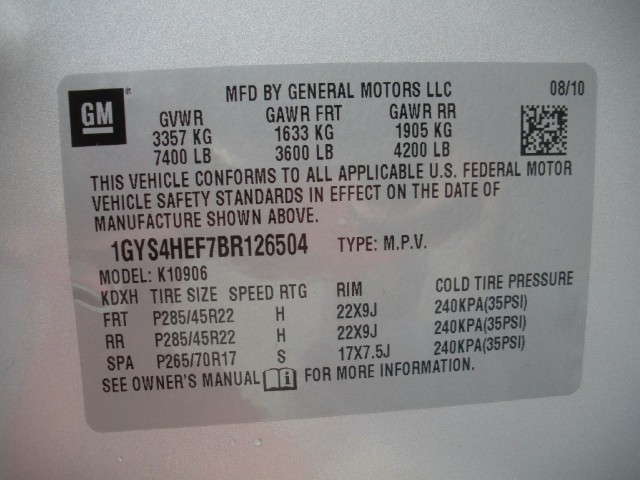 GM
MFD BY GENERAL MOTORS LLC 08/10
GVWR GAWR FRT GAWR RR
3357 KG 1633 KG 1905 KG
7400 LB 3600 LB 4200 LB
THIS VEHICLE CONFORMS TO ALL APPLICABLE U.S. FEDERAL MOTOR
VEHICLE SAFETY STANDARDS IN EFFECT ON THE DATE OF
MANUFACTURE SHOWN ABOVE.
1GYS4HEF7BR126504 TYPE: M.P.V.
MODEL: K10906
KDXH TIRE SIZE SPEED RTG RIM COLD TIRE PRESSURE
FRT P285/45R22 H 22X9J 240KPA(35PSI)
RR P285/45R22 H 22X9J 240KPA(35PSI)
SPA P265/70R17 S 17X7.5J 240KPA(35PSI)
SEE OWNER'S MANUAL i FOR MORE INFORMATION.